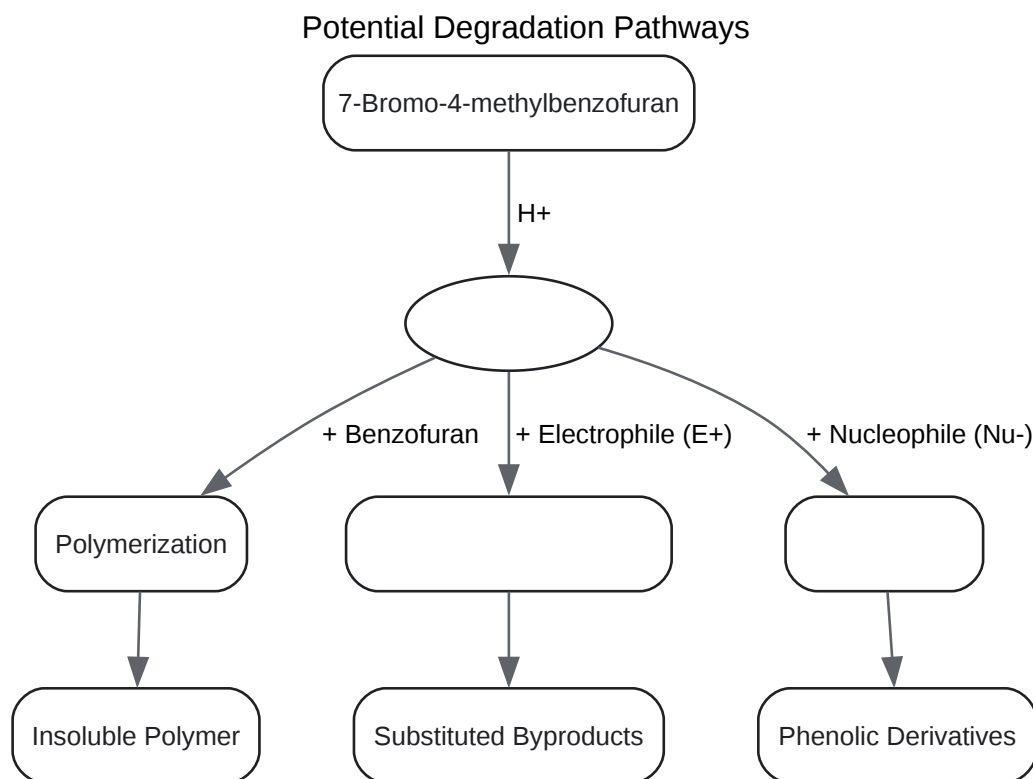 Potential Degradation Pathways
7-Bromo-4-methylbenzofuran
H+
+ Benzofuran
+ Electrophile (E+)
+ Nucleophile (Nu-)
Polymerization
Insoluble Polymer
Substituted Byproducts
Phenolic Derivatives